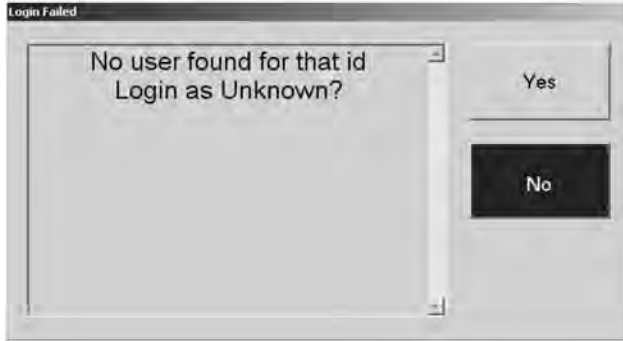 Login Failed
No user found for that id
Login as Unknown?
Yes
No